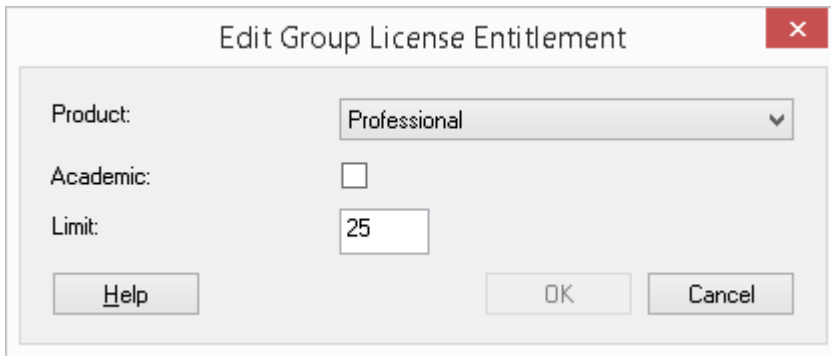 Edit Group License Entitlement
Product:
Professional
Academic:
Limit:
25
Help
OK
Cancel